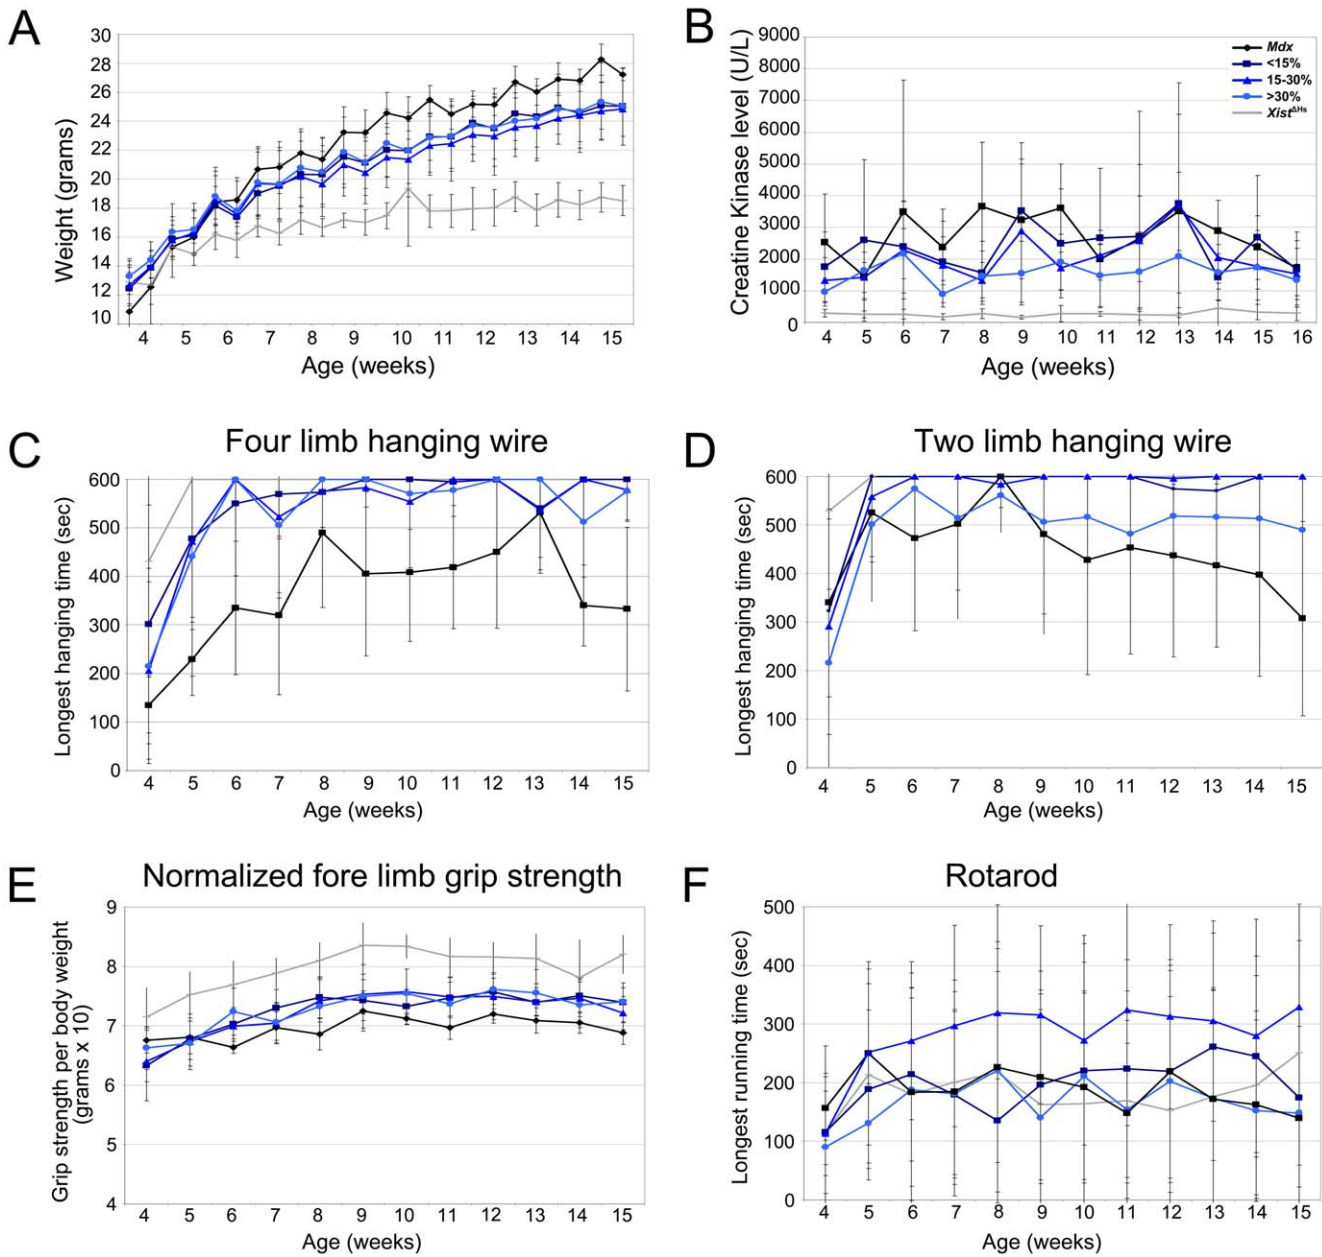 A
Weight (grams)
30
28
26
24
22
20
18
16
14
12
10
4 5 6 7 8 9 10 11 12 13 14 15
Age (weeks)
B
Creatine Kinase level (U/L)
9000
8000
7000
6000
5000
4000
3000
2000
1000
0
4 5 6 7 8 9 10 11 12 13 14 15 16
Age (weeks)
Mdx
<15%
15-30%
>30%
Xist^ΔHs
C
Four limb hanging wire
Longest hanging time (sec)
600
500
400
300
200
100
0
4 5 6 7 8 9 10 11 12 13 14 15
Age (weeks)
D
Two limb hanging wire
Longest hanging time (sec)
600
500
400
300
200
100
0
4 5 6 7 8 9 10 11 12 13 14 15
Age (weeks)
E
Normalized fore limb grip strength
Grip strength per body weight
(grams x 10)
9
8
7
6
5
4
4 5 6 7 8 9 10 11 12 13 14 15
Age (weeks)
F
Rotarod
Longest running time (sec)
500
400
300
200
100
0
4 5 6 7 8 9 10 11 12 13 14 15
Age (weeks)